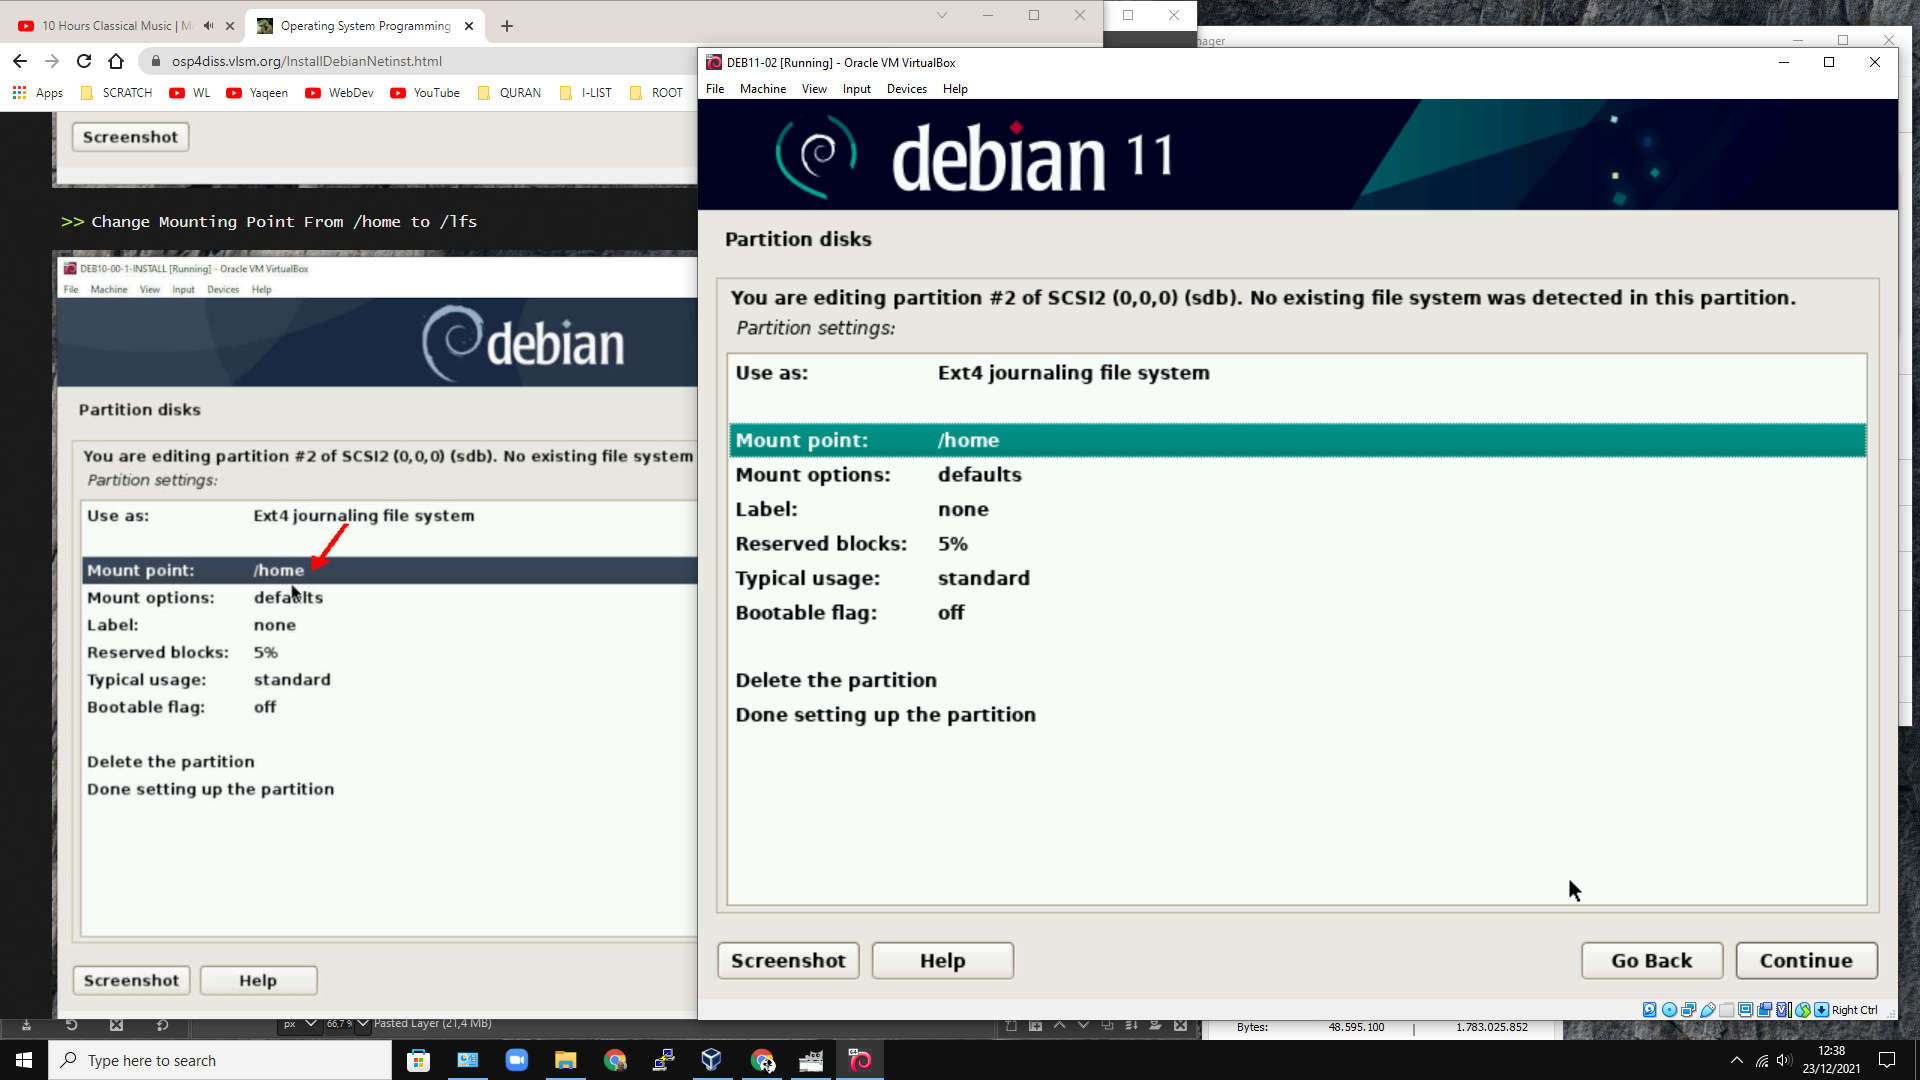 10 Hours Classical Music | M
Operating System Programming
osp4diss.vlsm.org/InstallDebianNetinst.html
Apps
SCRATCH
WL
Yaqeen
WebDev
YouTube
QURAN
I-LIST
ROOT
Screenshot
>> Change Mounting Point From /home to /lfs
DEB10-00-1-INSTALL [Running] - Oracle VM VirtualBox
File Machine View Input Devices Help
debian
Partition disks
You are editing partition #2 of SCSI2 (0,0,0) (sdb). No existing file system
Partition settings:
Use as: Ext4 journaling file system
Mount point: /home
Mount options: defaults
Label: none
Reserved blocks: 5%
Typical usage: standard
Bootable flag: off
Delete the partition
Done setting up the partition
Screenshot
Help
px
66,7
Pasted Layer (21,4 MB)
nager
DEB11-02 [Running] - Oracle VM VirtualBox
File Machine View Input Devices Help
debian 11
Partition disks
You are editing partition #2 of SCSI2 (0,0,0) (sdb). No existing file system was detected in this partition.
Partition settings:
Use as: Ext4 journaling file system
Mount point: /home
Mount options: defaults
Label: none
Reserved blocks: 5%
Typical usage: standard
Bootable flag: off
Delete the partition
Done setting up the partition
Screenshot
Help
Go Back
Continue
Right Ctrl
Bytes: 48.595.100 | 1.783.025.852
Type here to search
12:38
23/12/2021